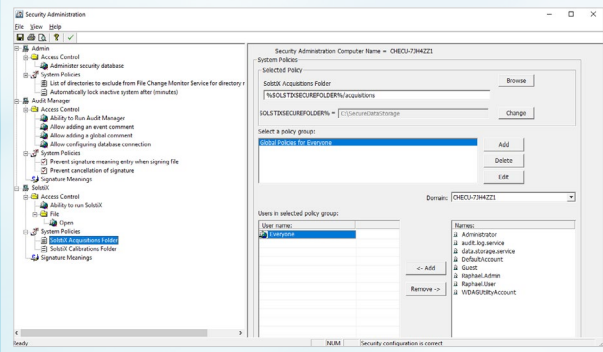 Security Administration
File View Help
Admin
Access Control
Administer security database
System Policies
List of directories to exclude from File Change Monitor Service for directory r
Automatically lock inactive system after (minutes)
Audit Manager
Access Control
Ability to Run Audit Manager
Allow adding an event comment
Allow adding a global comment
Allow configuring database connection
System Policies
Prevent signature meaning entry when signing file
Prevent cancellation of signature
Signature Meanings
SolstiX
Access Control
Ability to run SolstiX
File
Open
System Policies
SolstiX Acquisitions Folder
SolstiX Calibrations Folder
Signature Meanings
Security Administration Computer Name = CHECU-73H4ZZ1
System Policies
Selected Policy
SolstiX Acquisitions Folder
Browse
%SOLSTIXSECUREFOLDER%/acquisitions
SOLSTIXSECUREFOLDER% = C:\SecureDataStorage
Change
Select a policy group:
Global Policies for Everyone
Add
Delete
Edit
Domain: CHECU-73H4ZZ1
Users in selected policy group:
User name:
Everyone
<- Add
Remove ->
Names:
Administrator
audit.log.service
data.storage.service
DefaultAccount
Guest
Raphael.Admin
Raphael.User
WDAGUtilityAccount
Ready
NUM
Security configuration is correct